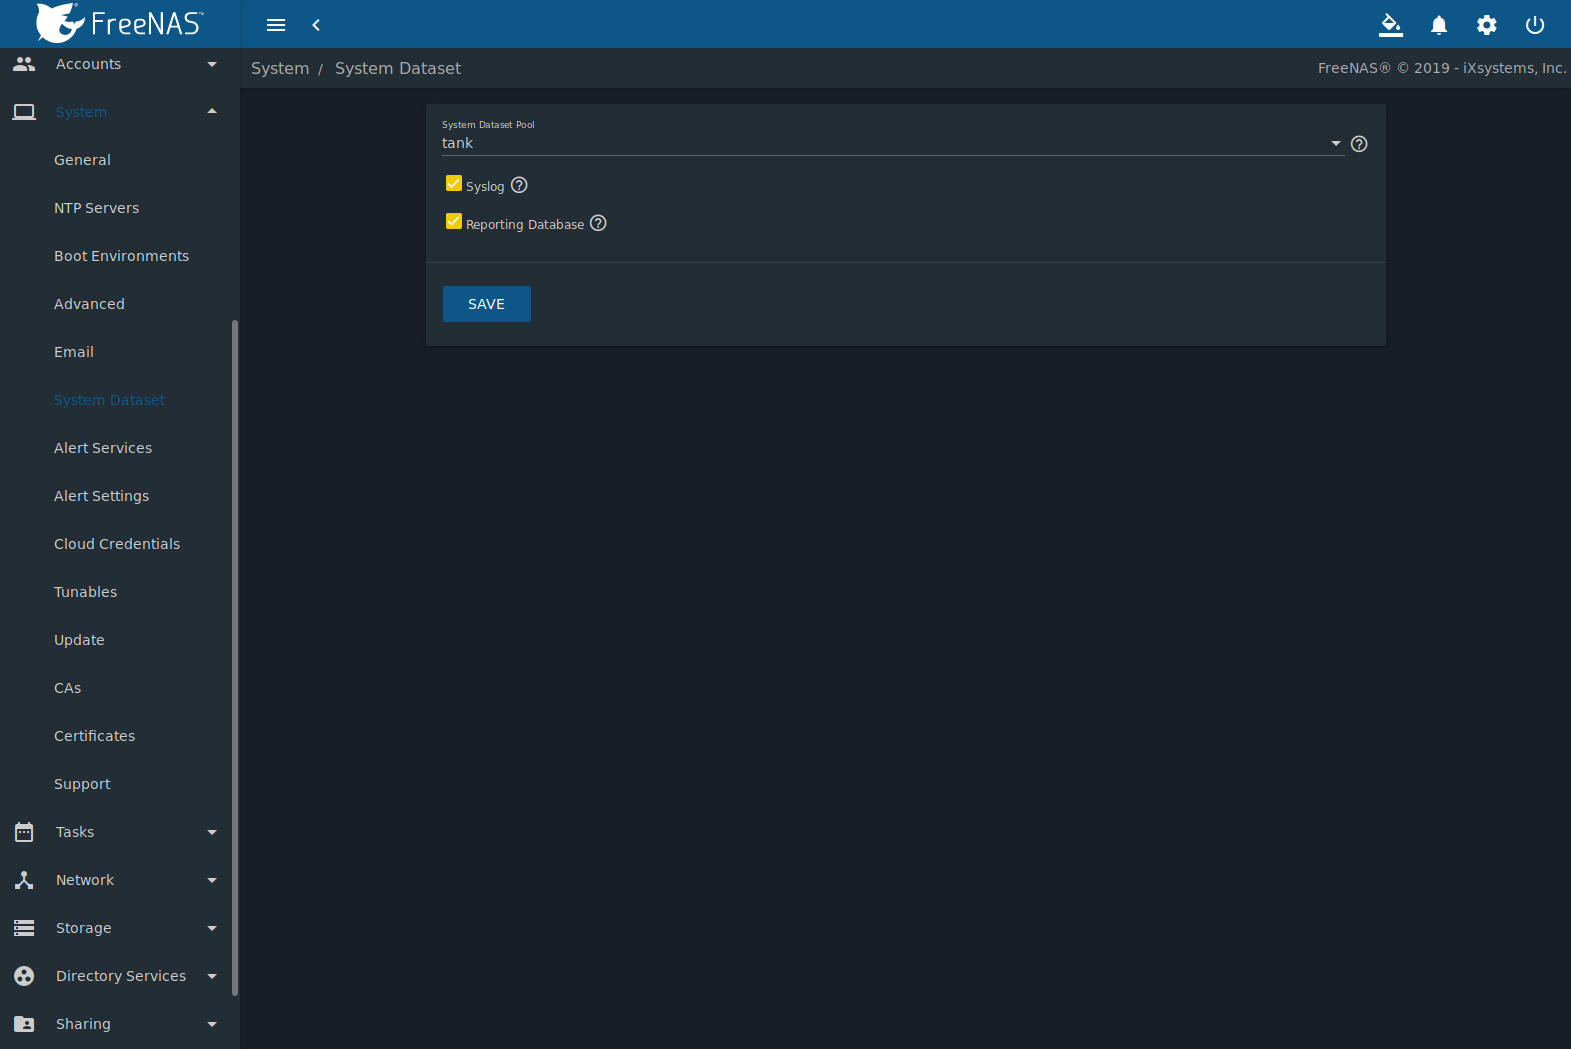 FreeNAS™
System / System Dataset
FreeNAS® © 2019 - iXsystems, Inc.
Accounts
System
General
NTP Servers
Boot Environments
Advanced
Email
System Dataset
Alert Services
Alert Settings
Cloud Credentials
Tunables
Update
CAs
Certificates
Support
Tasks
Network
Storage
Directory Services
Sharing
System Dataset Pool
tank
Syslog
Reporting Database
SAVE